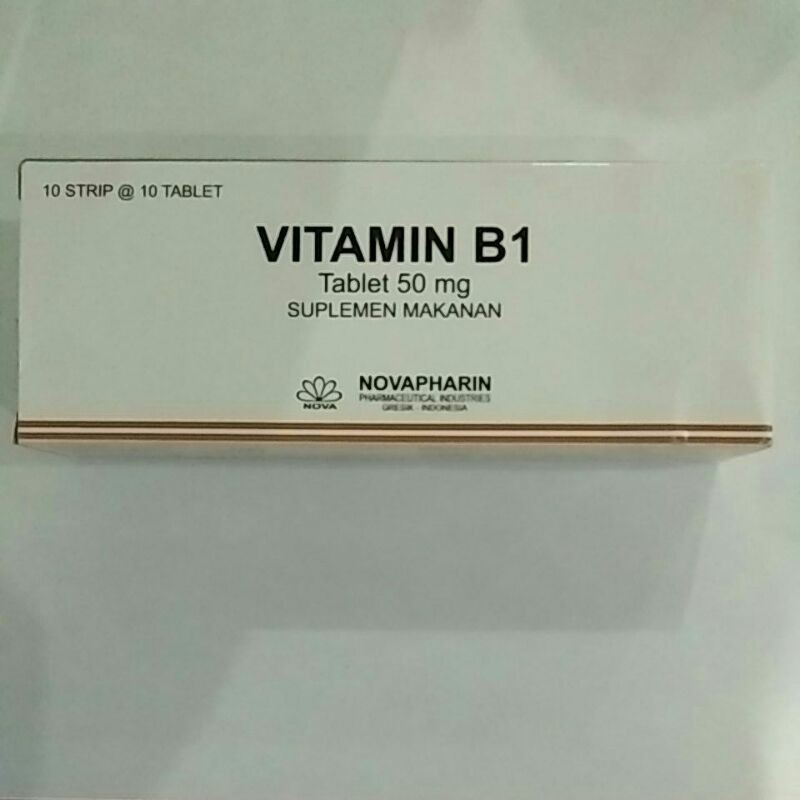 10 STRIP @ 10 TABLET
VITAMIN B1
Tablet 50 mg
SUPLEMEN MAKANAN
NOVA
NOVAPHARIN
PHARMACEUTICAL INDUSTRIES
GRESIK - INDONESIA